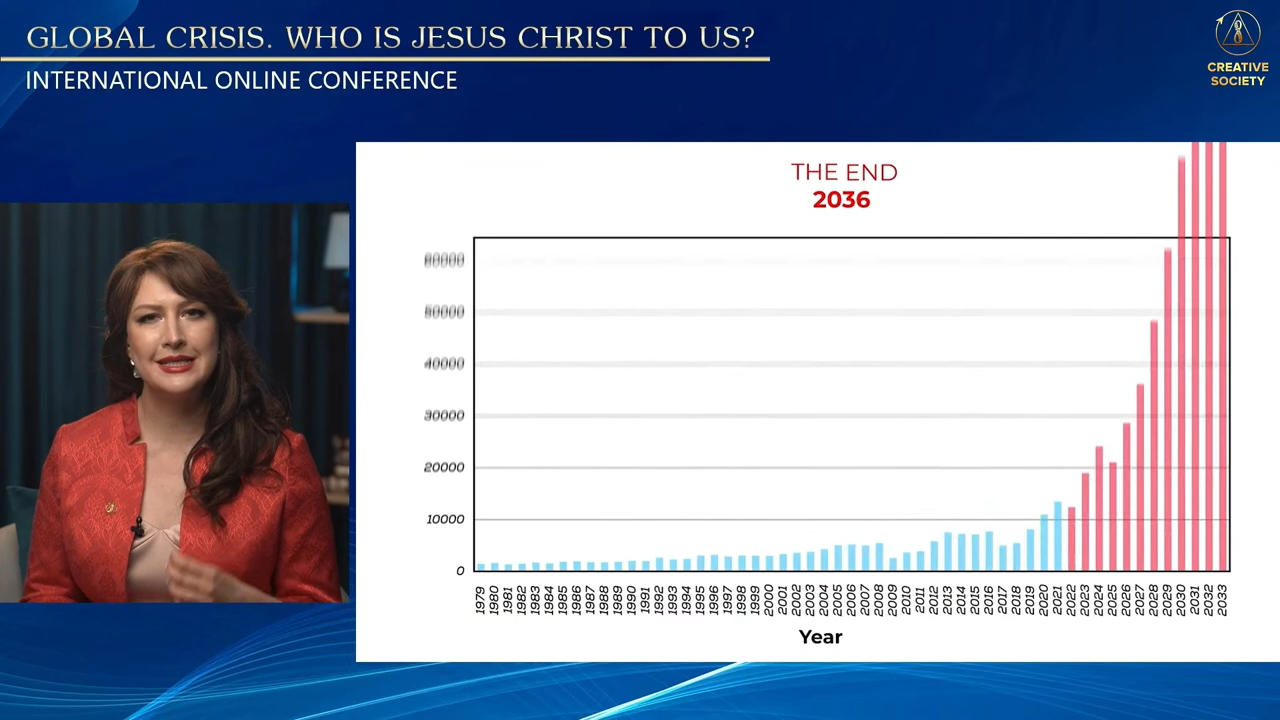 GLOBAL CRISIS. WHO IS JESUS CHRIST TO US?
INTERNATIONAL ONLINE CONFERENCE
CREATIVE
SOCIETY
THE END
2036
50000
40000
30000
20000
10000
0
1979 1980 1981 1982 1983 1984 1985 1986 1987 1988 1989 1990 1991 1992 1993 1994 1995 1996 1997 1998 1999 2000 2001 2002 2003 2004 2005 2006 2007 2008 2009 2010 2011 2012 2013 2014 2015 2016 2017 2018 2019 2020 2021 2022 2023 2024 2025 2026 2027 2028 2029 2030 2031 2032 2033
Year